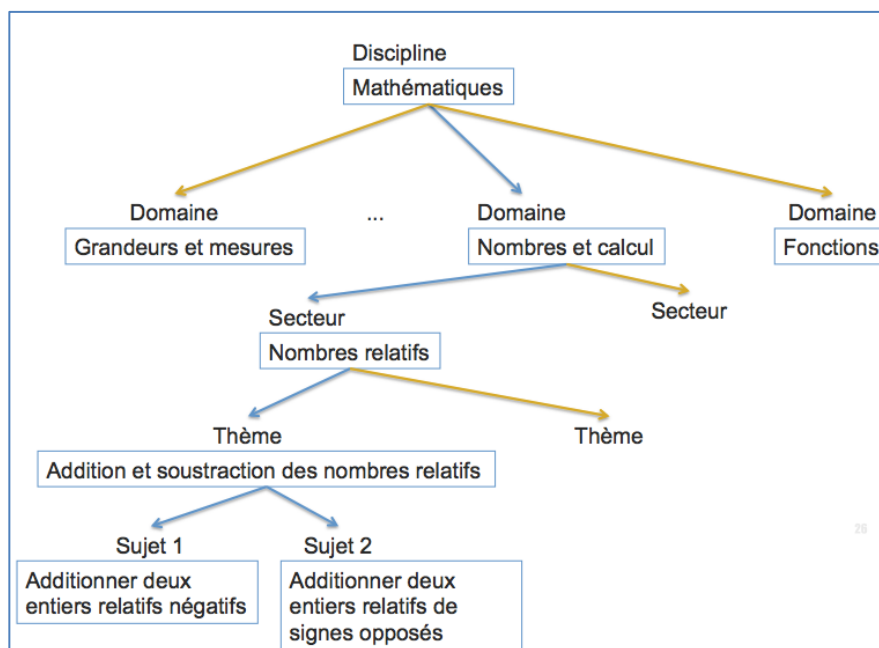 Discipline
Mathématiques
Domaine
...
Domaine
Domaine
Grandeurs et mesures
Nombres et calcul
Fonctions
Secteur
Secteur
Nombres relatifs
Thème
Thème
Addition et soustraction des nombres relatifs
26
Sujet 1
Sujet 2
Additionner deux
entiers relatifs négatifs
Additionner deux
entiers relatifs de
signes opposés